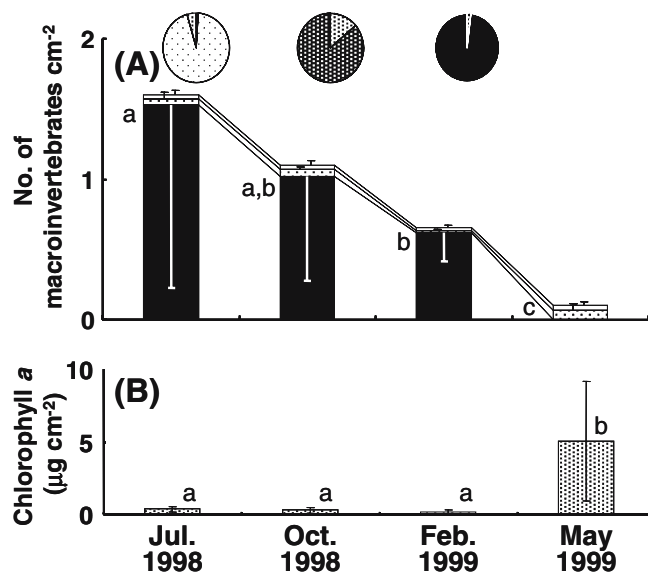 No. of
macroinvertebrates cm-2
2
1
0
(A)
a
a,b
b
c
Chlorophyll a
(µg cm-2)
10
5
0
(B)
a
a
a
b
Jul. Oct. Feb. May
1998 1998 1999 1999